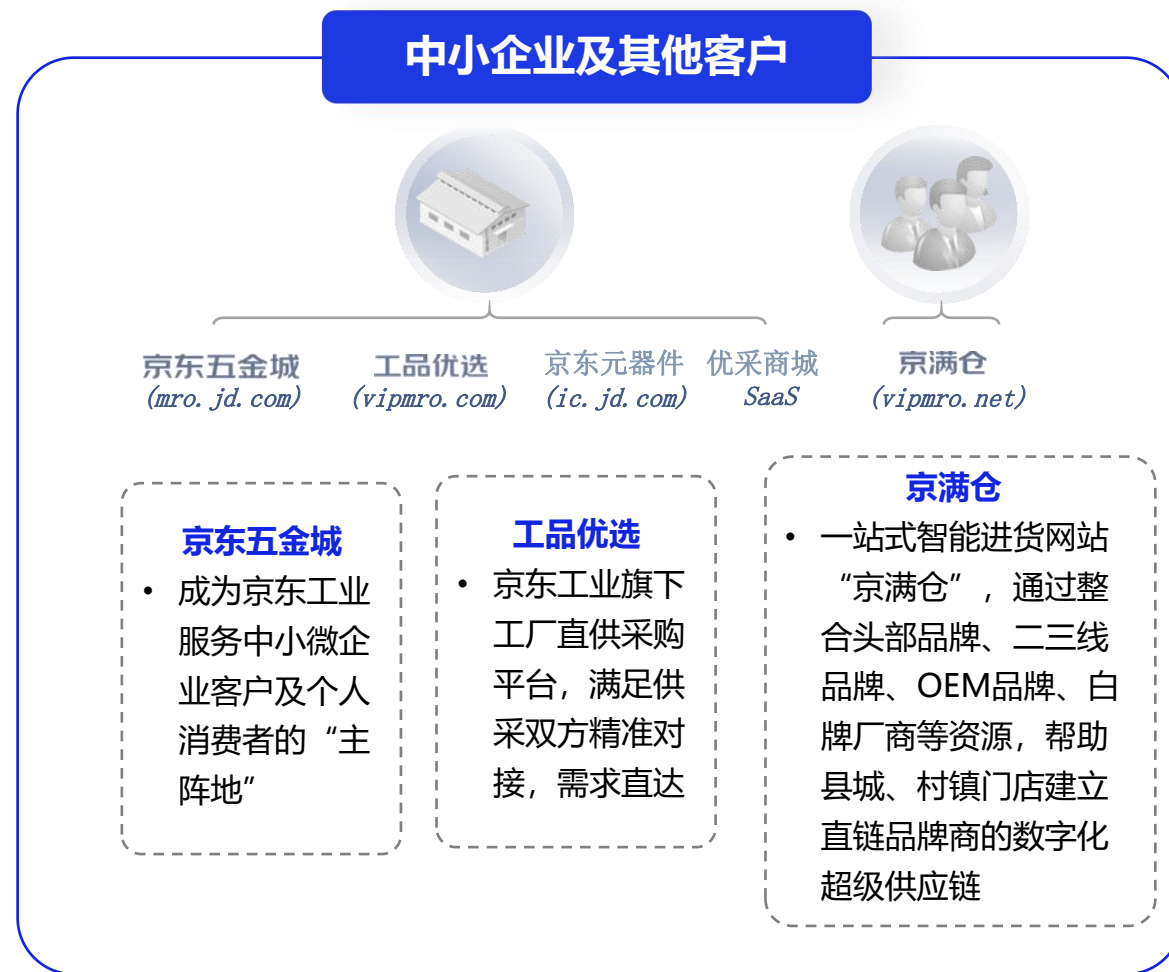 中小企业及其他客户
京东五金城
(mro.jd.com)
工品优选
(vipmro.com)
京东元器件
(ic.jd.com)
优采商城
SaaS
京满仓
(vipmro.net)
京东五金城
• 成为京东工业
服务中小微企
业客户及个人
消费者的“主
阵地”
工品优选
• 京东工业旗下
工厂直供采购
平台，满足供
采双方精准对
接，需求直达
京满仓
• 一站式智能进货网站
“京满仓”，通过整
合头部品牌、二三线
品牌、OEM品牌、白
牌厂商等资源，帮助
县城、村镇门店建立
直链品牌商的数字化
超级供应链